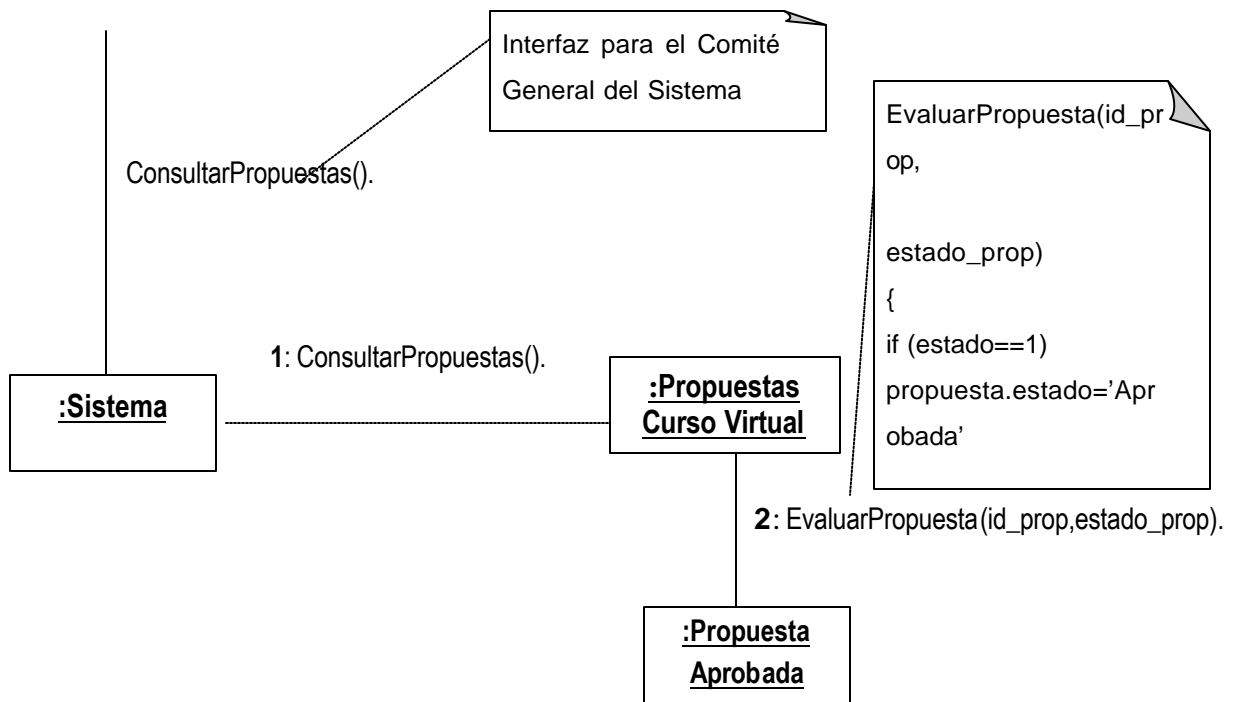 Interfaz para el Comité
General del Sistema
EvaluarPropuesta(id_pr
op,
estado_prop)
{
if (estado==1)
propuesta.estado=’Apr
obada’
ConsultarPropuestas().
1: ConsultarPropuestas().
:Sistema
:Propuestas
Curso Virtual
2: EvaluarPropuesta(id_prop,estado_prop).
:Propuesta
Aprobada